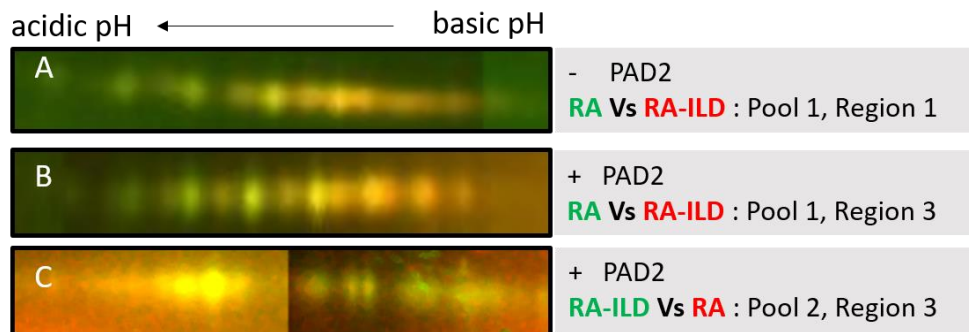 acidic pH
basic pH
A
- PAD2
RA Vs RA-ILD : Pool 1, Region 1
B
+ PAD2
RA Vs RA-ILD : Pool 1, Region 3
C
+ PAD2
RA-ILD Vs RA : Pool 2, Region 3